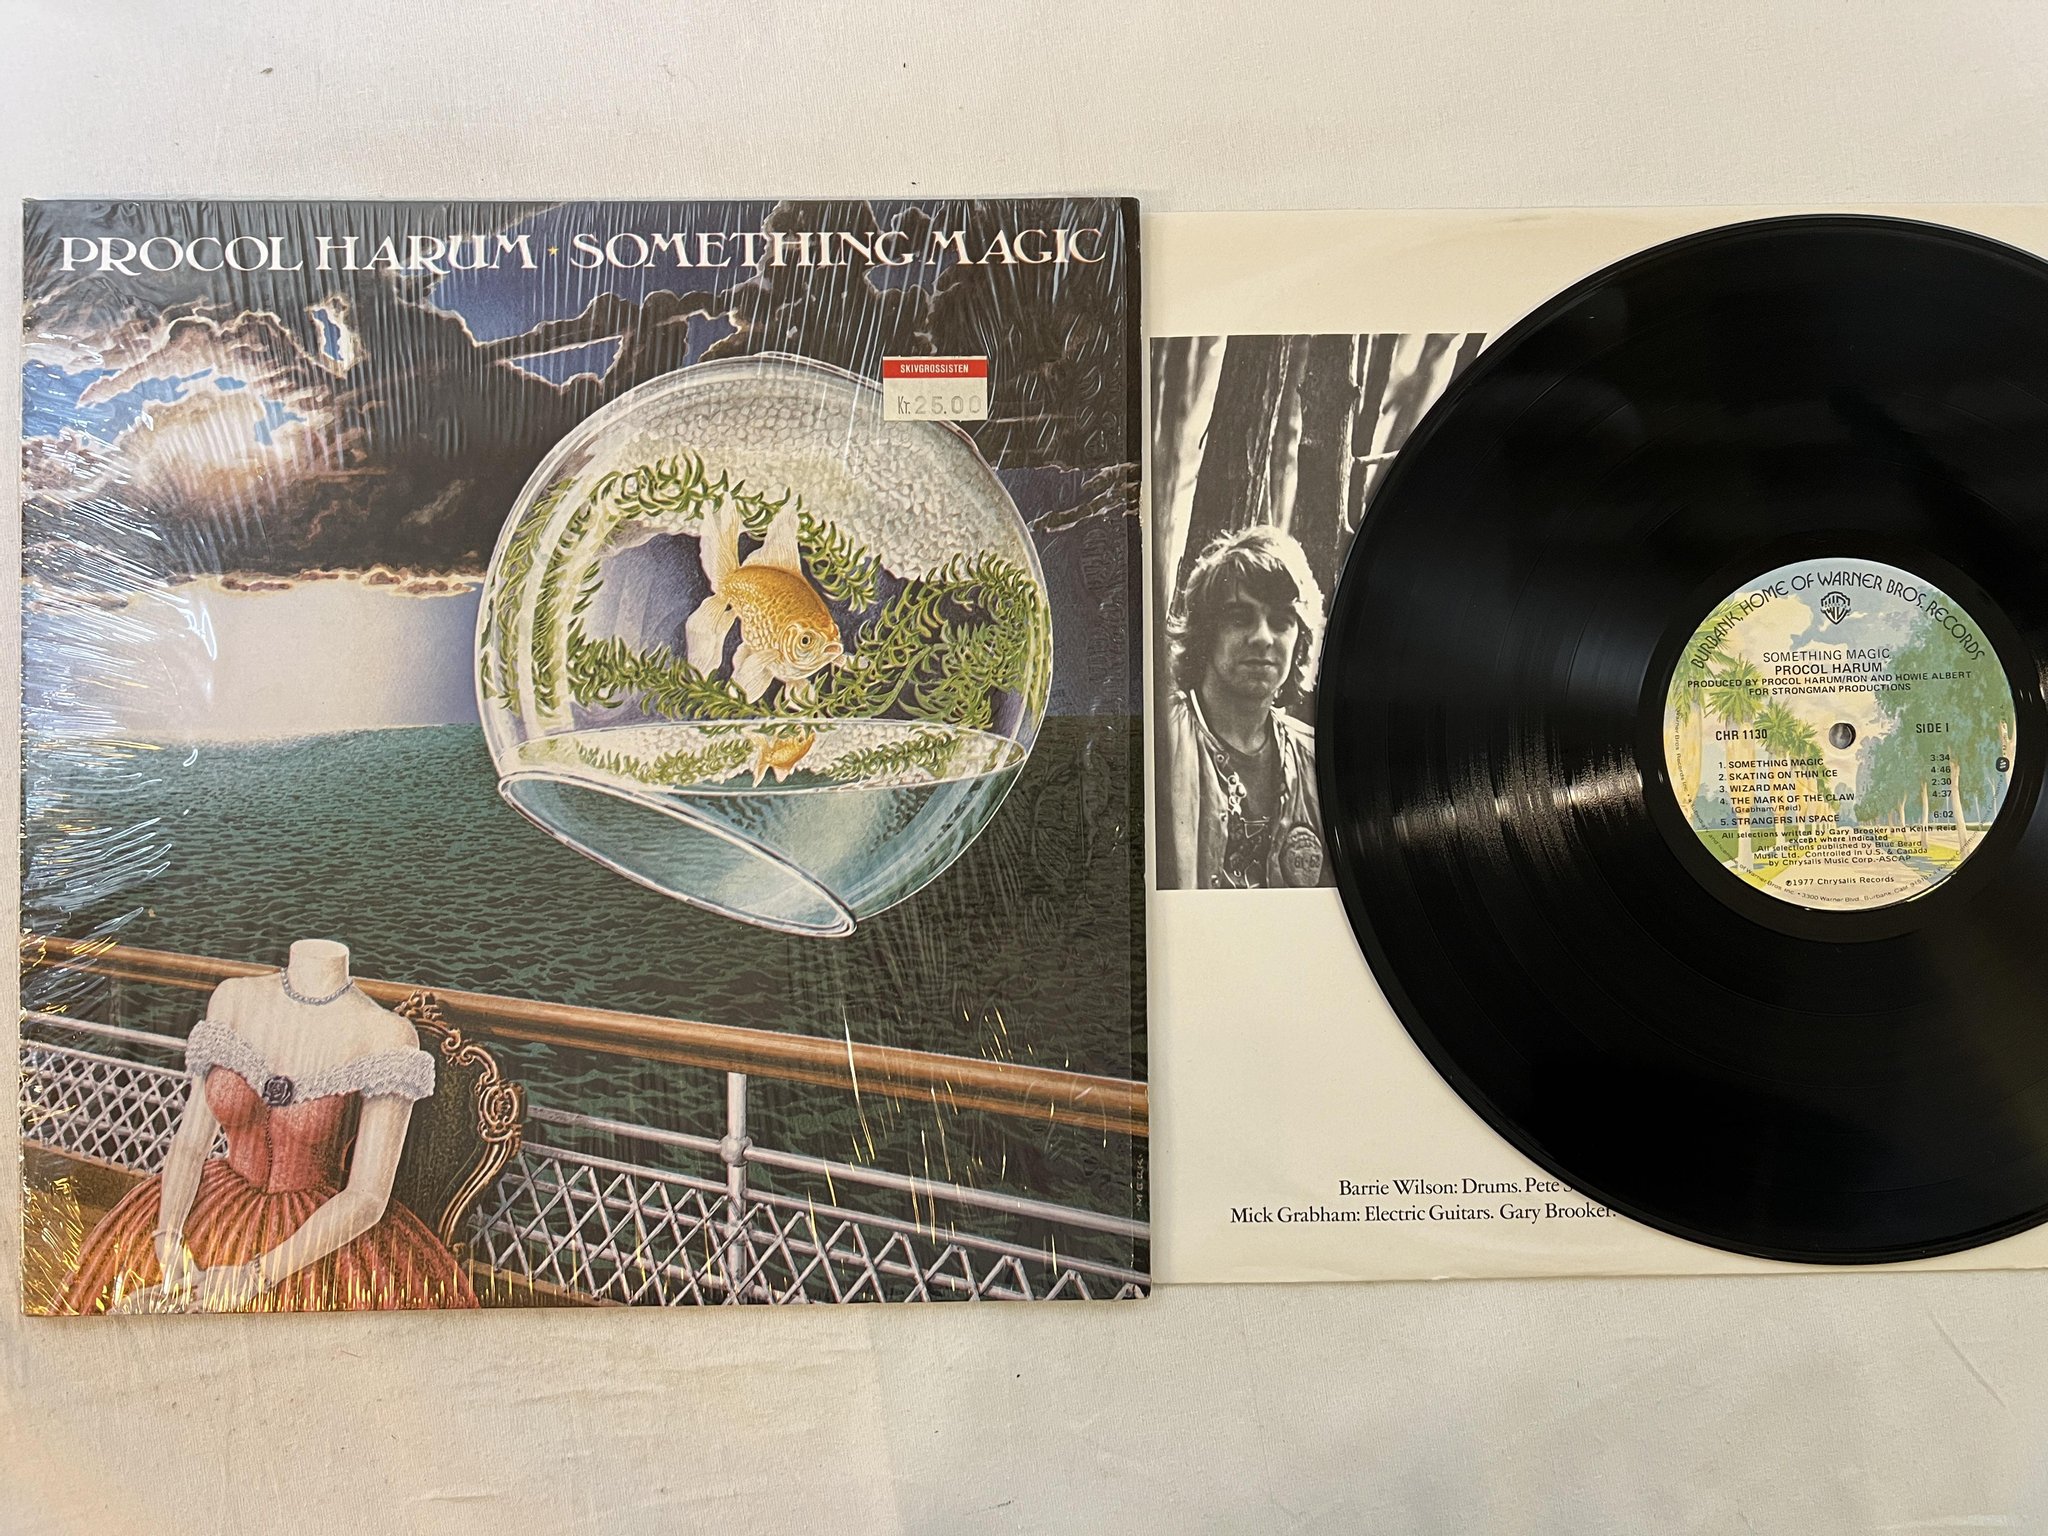 PROCOL HARUM ★ SOMETHING MAGIC
SKIVGROSSISTEN
Kr. 25.00
MERK
Barrie Wilson: Drums. Pete
Mick Grabham: Electric Guitars. Gary Brooker:
BURBANK, HOME OF WARNER BROS. RECORDS
SOMETHING MAGIC
PROCOL HARUM
PRODUCED BY PROCOL HARUM/RON AND HOWIE ALBERT
FOR STRONGMAN PRODUCTIONS
CHR 1130 SIDE 1
1. SOMETHING MAGIC 3:34
2. SKATING ON THIN ICE 4:46
3. WIZARD MAN 2:30
4. THE MARK OF THE CLAW 4:37
(Grabham/Reid)
5. STRANGERS IN SPACE 6:02
All selections written by Gary Brooker and Keith Reid
except where indicated
All selections published by Blue Beard
Music Ltd. Controlled in U.S. & Canada
by Chrysalis Music Corp.-ASCAP
℗1977 Chrysalis Records